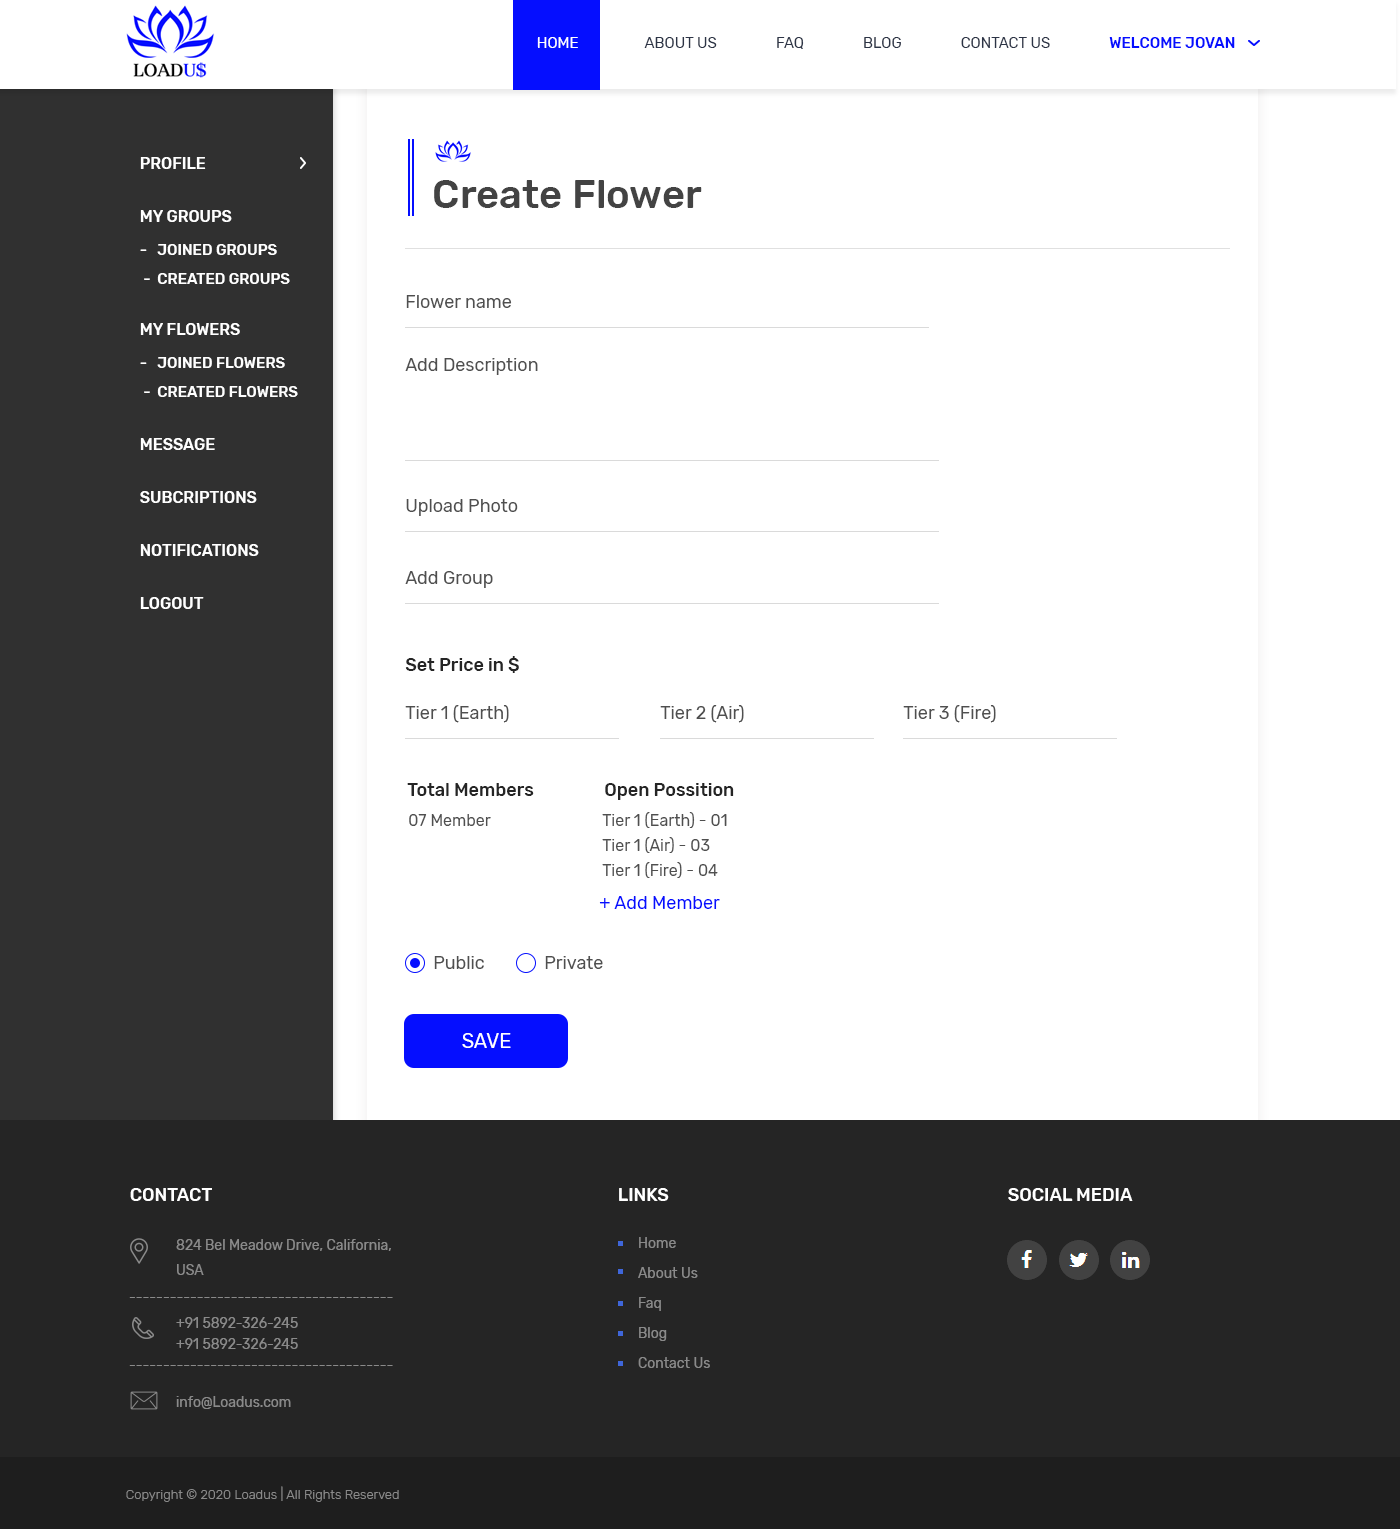 LOADU$
HOME
ABOUT US
FAQ
BLOG
CONTACT US
WELCOME JOVAN
PROFILE
MY GROUPS
- JOINED GROUPS
- CREATED GROUPS
MY FLOWERS
- JOINED FLOWERS
- CREATED FLOWERS
MESSAGE
SUBCRIPTIONS
NOTIFICATIONS
LOGOUT
Create Flower
Flower name
Add Description
Upload Photo
Add Group
Set Price in $
Tier 1 (Earth)
Tier 2 (Air)
Tier 3 (Fire)
Total Members
07 Member
Open Possition
Tier 1 (Earth) - 01
Tier 1 (Air) - 03
Tier 1 (Fire) - 04
+ Add Member
Public
Private
SAVE
CONTACT
824 Bel Meadow Drive, California,
USA
+91 5892-326-245
+91 5892-326-245
info@Loadus.com
LINKS
Home
About Us
Faq
Blog
Contact Us
SOCIAL MEDIA
f
in
Copyright © 2020 Loadus | All Rights Reserved